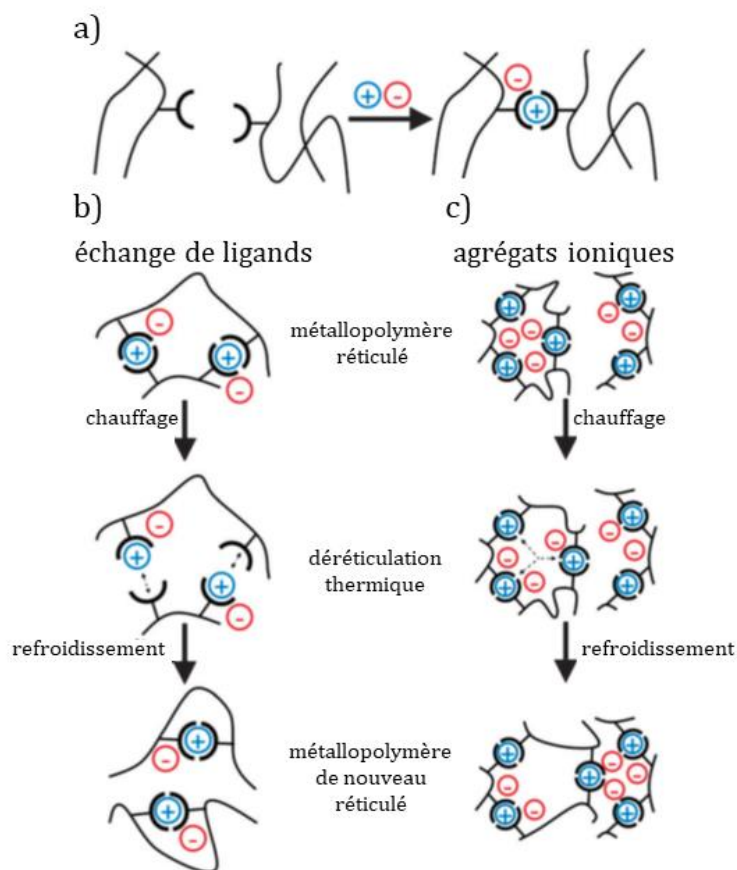 a)
+ -
-
+
b)
c)
échange de ligands
agrégats ioniques
métallopolymère
réticulé
chauffage
chauffage
déréticulation
thermique
refroidissement
refroidissement
métallopolymère
de nouveau
réticulé